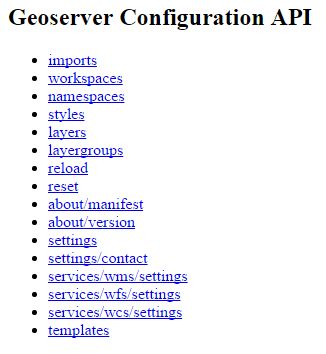 Geoserver Configuration API
imports
workspaces
namespaces
styles
layers
layergroups
reload
reset
about/manifest
about/version
settings
settings/contact
services/wms/settings
services/wfs/settings
services/wcs/settings
templates